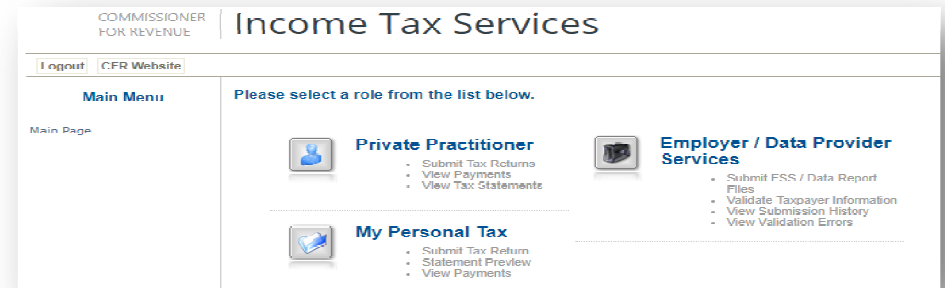 COMMISSIONER
FOR REVENUE
Income Tax Services
Logout CFR Website
Main Menu
Main Page
Please select a role from the list below.
Private Practitioner
Submit Tax Returns
View Payments
View Tax Statements
My Personal Tax
Submit Tax Return
Statement Preview
View Payments
Employer / Data Provider
Services
Submit FSS / Data Report
Files
Validate Taxpayer Information
View Submission History
View Validation Errors